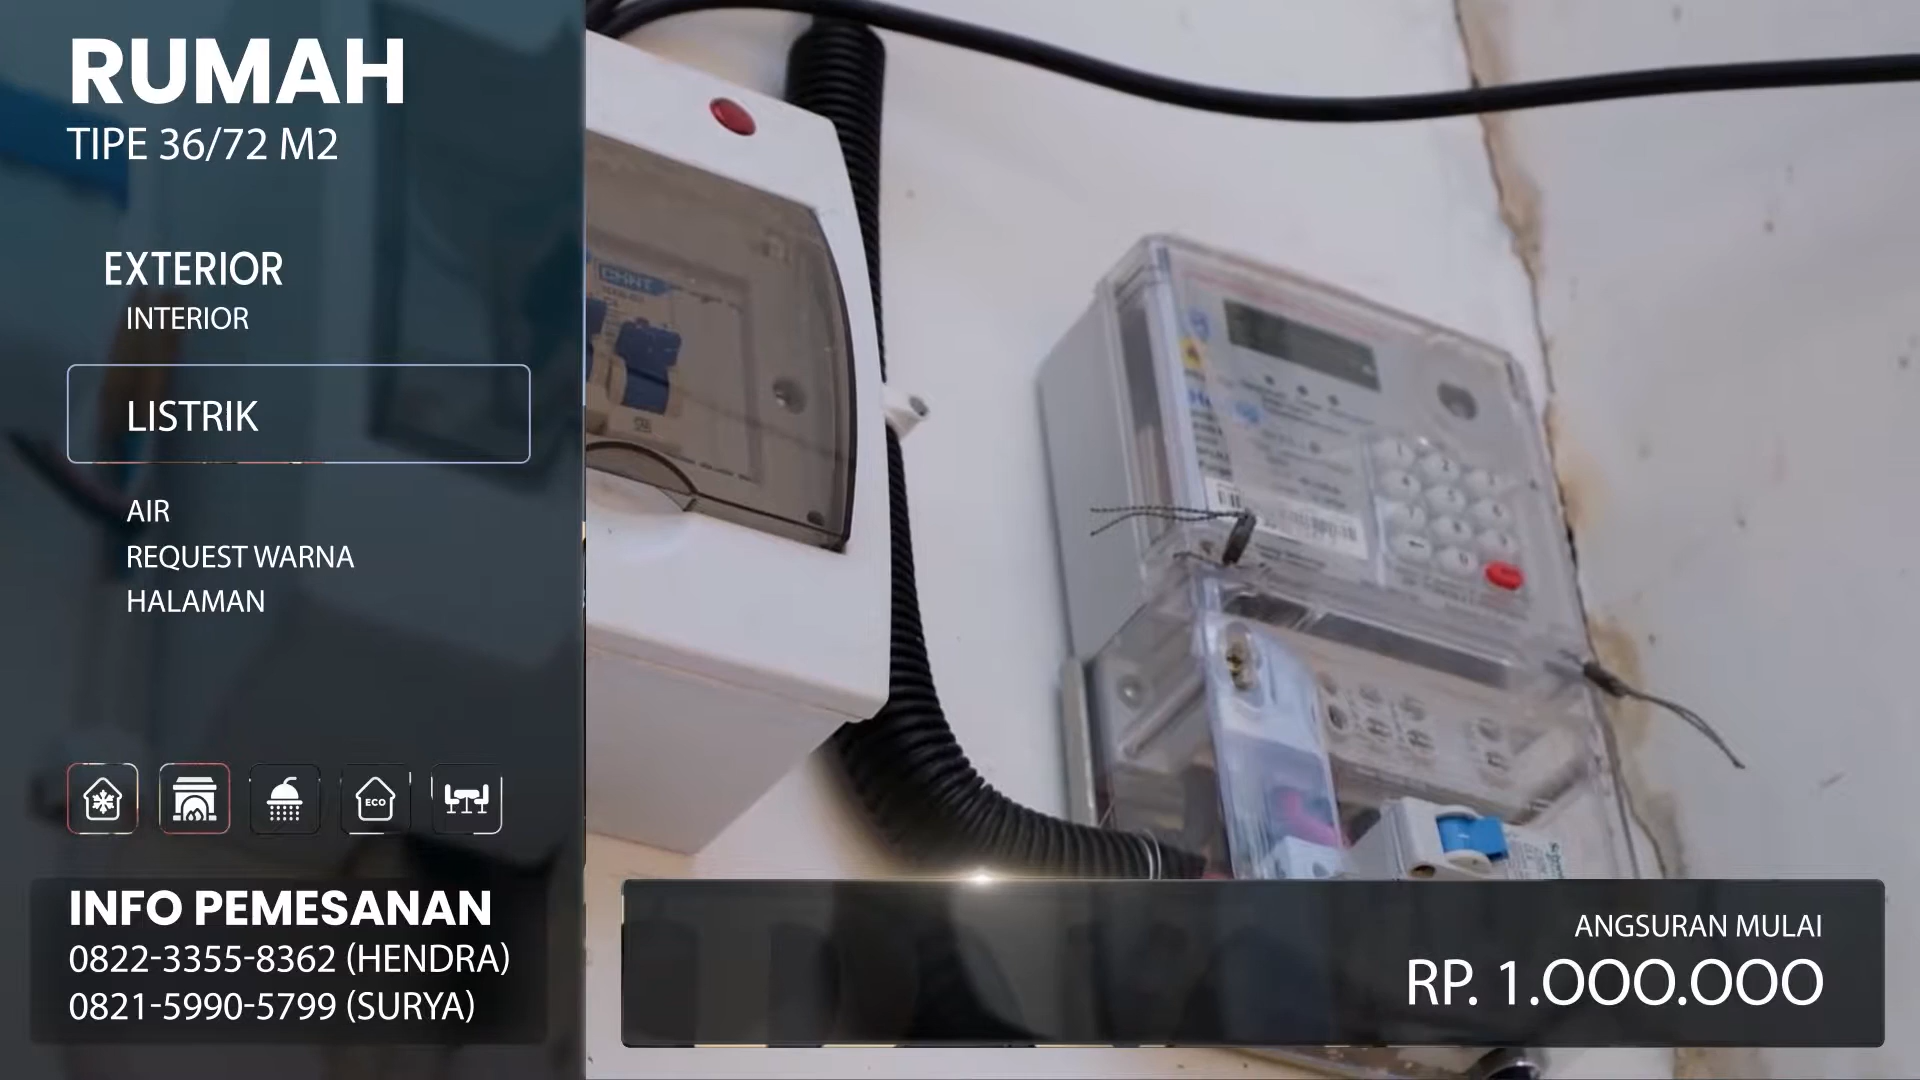 RUMAH
TIPE 36/72 M2
EXTERIOR
INTERIOR
LISTRIK
AIR
REQUEST WARNA
HALAMAN
ECO
INFO PEMESANAN
0822-3355-8362 (HENDRA)
0821-5990-5799 (SURYA)
CHNT
ANGSURAN MULAI
RP. 1.000.000